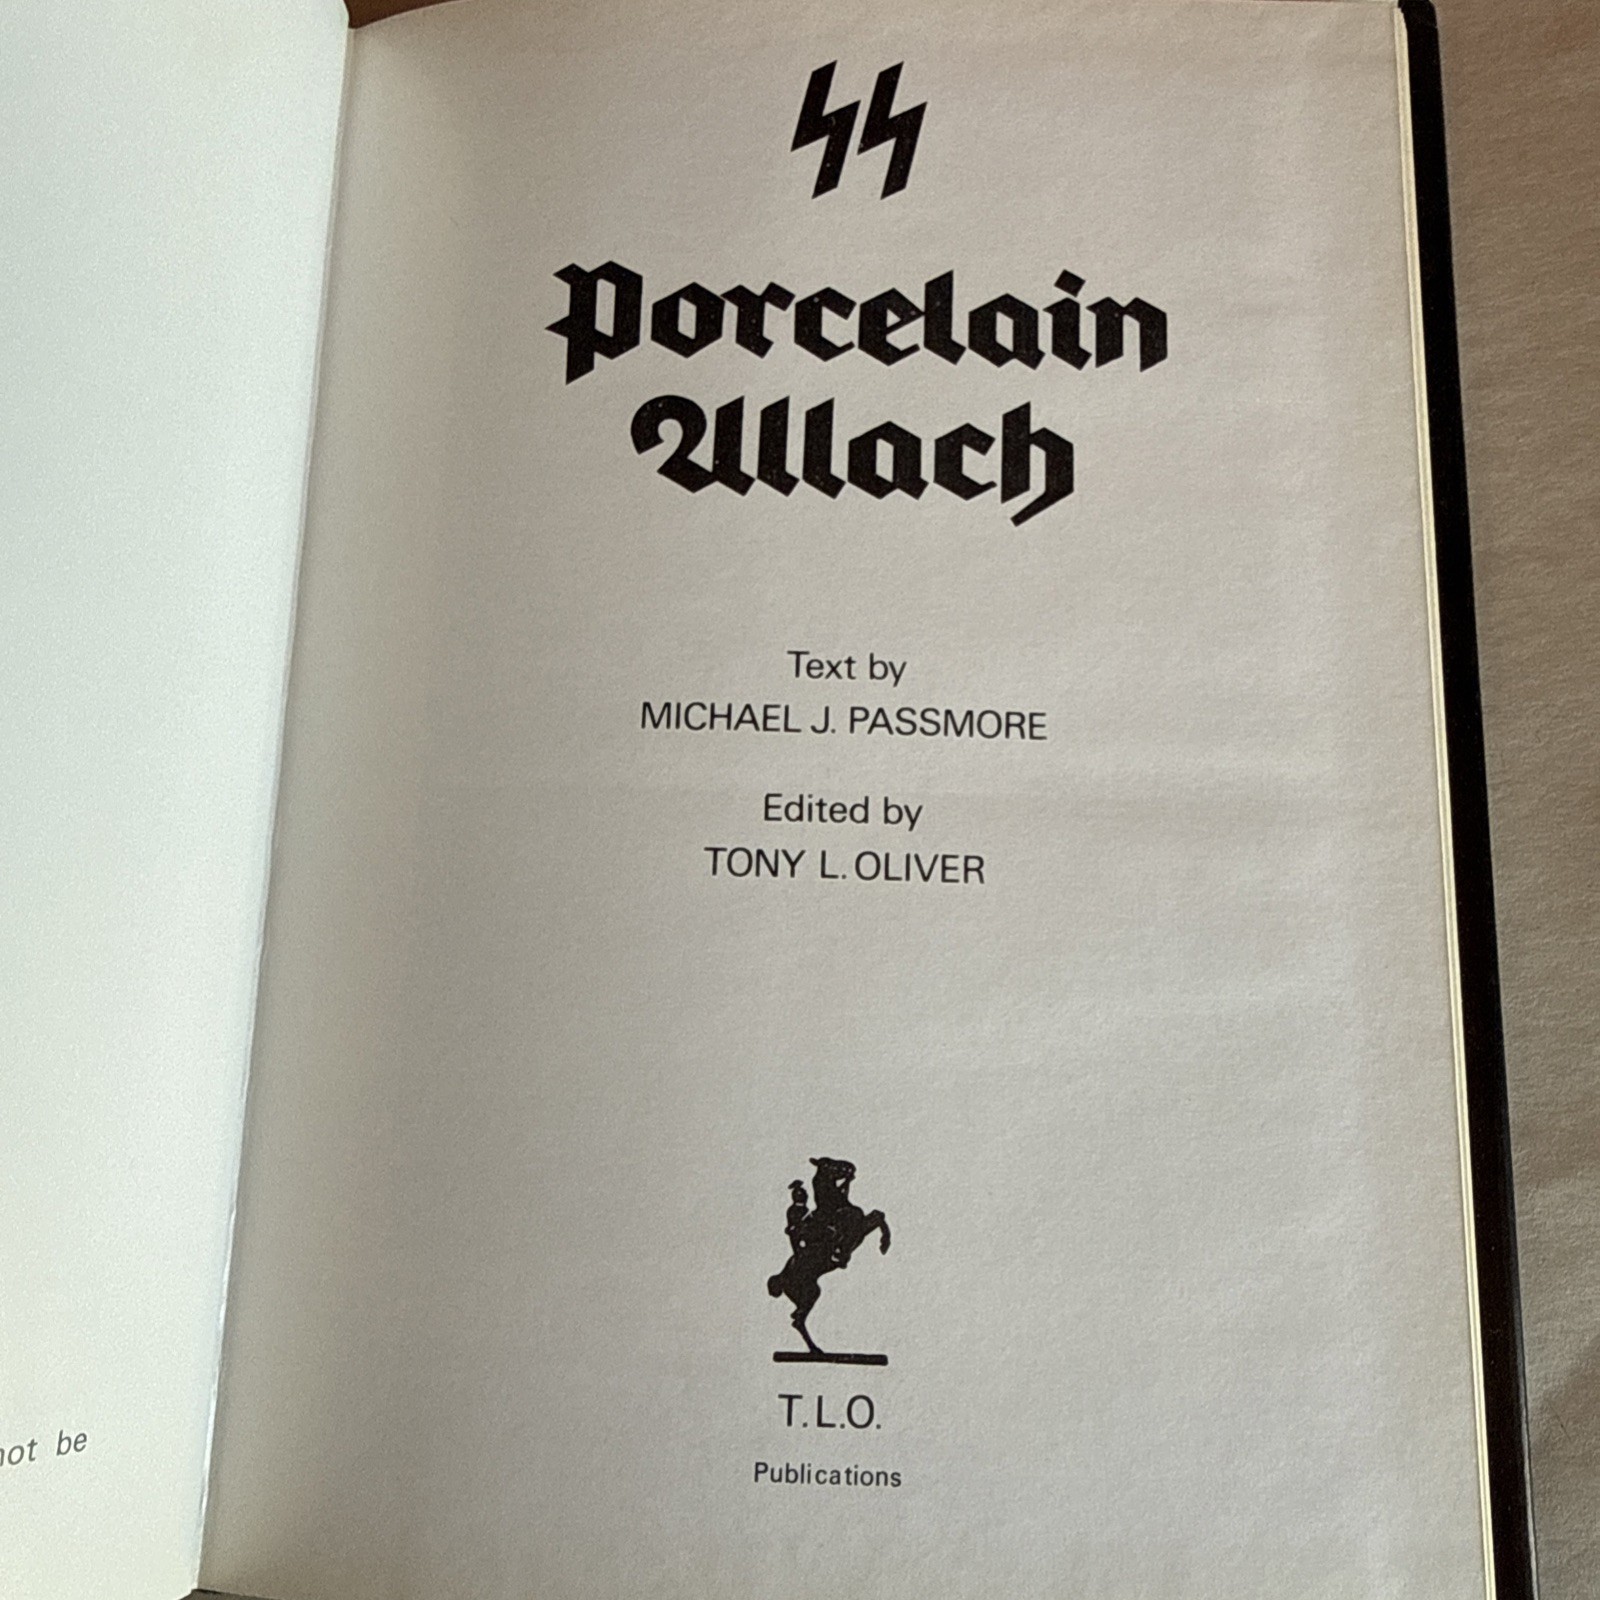 not be
SS
Porcelain
Allach
Text by
MICHAEL J. PASSMORE
Edited by
TONY L. OLIVER
T.L.O.
Publications